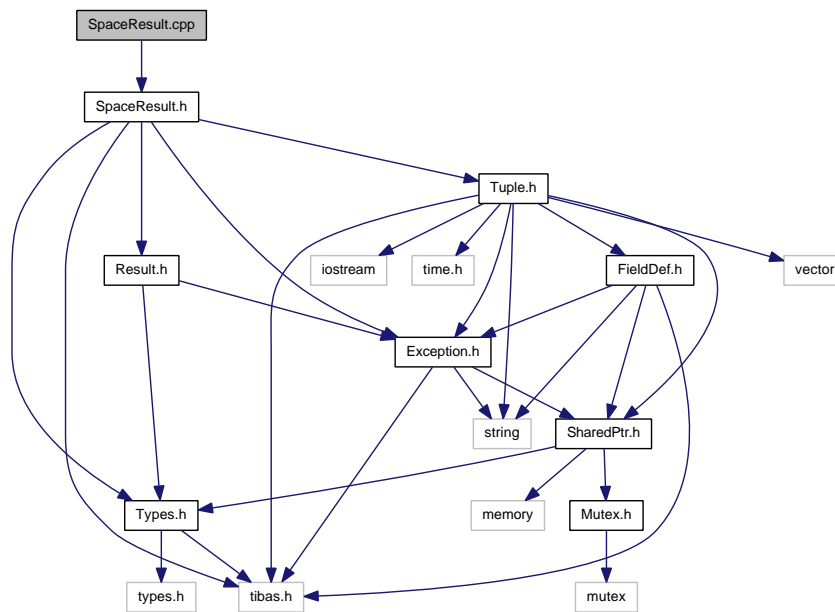 SpaceResult.cpp
SpaceResult.h
Tuple.h
Result.h
iostream
time.h
FieldDef.h
vector
Exception.h
string
SharedPtr.h
Types.h
memory
Mutex.h
types.h
tibas.h
mutex